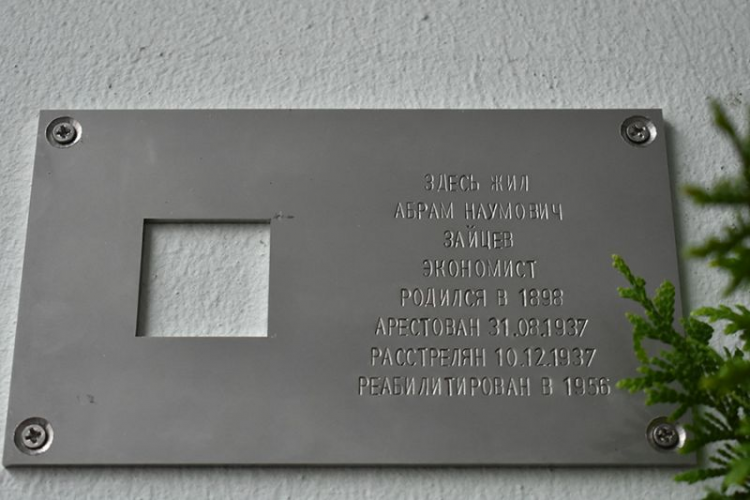 ЗДЕСЬ ЖИЛ
АБРАМ НАУМОВИЧ
ЗАЙЦЕВ
ЭКОНОМИСТ
РОДИЛСЯ В 1898
АРЕСТОВАН 31.08.1937
РАССТРЕЛЯН 10.12.1937
РЕАБИЛИТИРОВАН В 1956